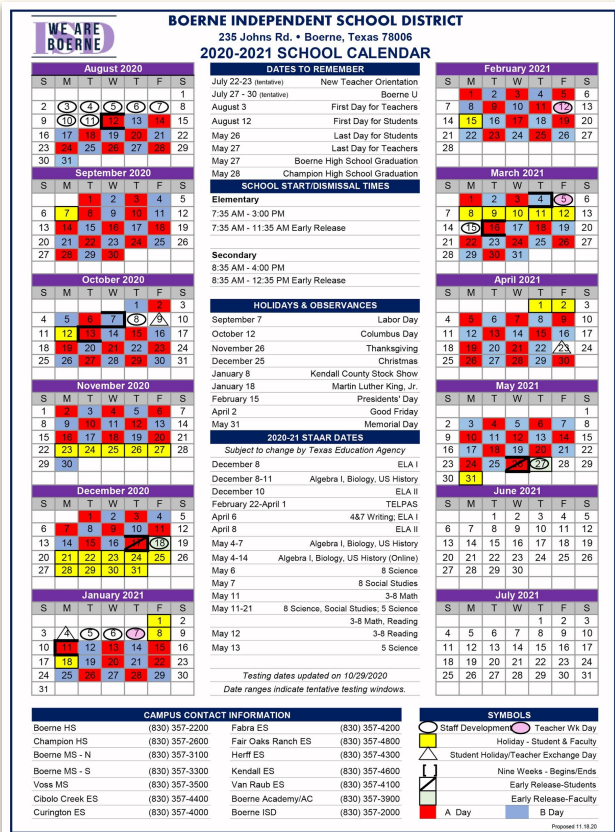 WE ARE
ISD
BOERNE
BOERNE INDEPENDENT SCHOOL DISTRICT
235 Johns Rd. • Boerne, Texas 78006
2020-2021 SCHOOL CALENDAR
August 2020
S M T W T F S
1
2 3 4 5 6 7 8
9 10 11 12 13 14 15
16 17 18 19 20 21 22
23 24 25 26 27 28 29
30 31
September 2020
S M T W T F S
1 2 3 4 5
6 7 8 9 10 11 12
13 14 15 16 17 18 19
20 21 22 23 24 25 26
27 28 29 30
October 2020
S M T W T F S
1 2 3
4 5 6 7 8 9 10
11 12 13 14 15 16 17
18 19 20 21 22 23 24
25 26 27 28 29 30 31
November 2020
S M T W T F S
1 2 3 4 5 6 7
8 9 10 11 12 13 14
15 16 17 18 19 20 21
22 23 24 25 26 27 28
29 30
December 2020
S M T W T F S
1 2 3 4 5
6 7 8 9 10 11 12
13 14 15 16 17 18 19
20 21 22 23 24 25 26
27 28 29 30 31
January 2021
S M T W T F S
1 2
3 4 5 6 7 8 9
10 11 12 13 14 15 16
17 18 19 20 21 22 23
24 25 26 27 28 29 30
31
DATES TO REMEMBER
July 22-23 (tentative) New Teacher Orientation
July 27 - 30 (tentative) Boerne U
August 3 First Day for Teachers
August 12 First Day for Students
May 26 Last Day for Students
May 27 Last Day for Teachers
May 27 Boerne High School Graduation
May 28 Champion High School Graduation
SCHOOL START/DISMISSAL TIMES
Elementary
7:35 AM - 3:00 PM
7:35 AM - 11:35 AM Early Release
Secondary
8:35 AM - 4:00 PM
8:35 AM - 12:35 PM Early Release
HOLIDAYS & OBSERVANCES
September 7 Labor Day
October 12 Columbus Day
November 26 Thanksgiving
December 25 Christmas
January 8 Kendall County Stock Show
January 18 Martin Luther King, Jr.
February 15 Presidents' Day
April 2 Good Friday
May 31 Memorial Day
2020-21 STAAR DATES
Subject to change by Texas Education Agency
December 8 ELA I
December 8-11 Algebra I, Biology, US History
December 10 ELA II
February 22-April 1 TELPAS
April 6 4&7 Writing; ELA I
April 8 ELA II
May 4-7 Algebra I, Biology, US History
May 4-14 Algebra I, Biology, US History (Online)
May 6 8 Science
May 7 8 Social Studies
May 11 3-8 Math
May 11-21 8 Science, Social Studies; 5 Science
3-8 Math, Reading
May 12 3-8 Reading
May 13 5 Science
Testing dates updated on 10/29/2020
Date ranges indicate tentative testing windows.
February 2021
S M T W T F S
1 2 3 4 5 6
7 8 9 10 11 12 13
14 15 16 17 18 19 20
21 22 23 24 25 26 27
28
March 2021
S M T W T F S
1 2 3 4 5 6
7 8 9 10 11 12 13
14 15 16 17 18 19 20
21 22 23 24 25 26 27
28 29 30 31
April 2021
S M T W T F S
1 2 3
4 5 6 7 8 9 10
11 12 13 14 15 16 17
18 19 20 21 22 23 24
25 26 27 28 29 30
May 2021
S M T W T F S
1
2 3 4 5 6 7 8
9 10 11 12 13 14 15
16 17 18 19 20 21 22
23 24 25 26 27 28 29
30 31
June 2021
S M T W T F S
1 2 3 4 5
6 7 8 9 10 11 12
13 14 15 16 17 18 19
20 21 22 23 24 25 26
27 28 29 30
July 2021
S M T W T F S
1 2 3
4 5 6 7 8 9 10
11 12 13 14 15 16 17
18 19 20 21 22 23 24
25 26 27 28 29 30 31
CAMPUS CONTACT INFORMATION
Boerne HS (830) 357-2200 Fabra ES (830) 357-4200
Champion HS (830) 357-2600 Fair Oaks Ranch ES (830) 357-4800
Boerne MS - N (830) 357-3100 Herff ES (830) 357-4300
Boerne MS - S (830) 357-3300 Kendall ES (830) 357-4600
Voss MS (830) 357-3500 Van Raub ES (830) 357-4100
Cibolo Creek ES (830) 357-4400 Boerne Academy/AC (830) 357-3900
Curington ES (830) 357-4000 Boerne ISD (830) 357-2000
SYMBOLS
Staff Development Teacher Wk Day
Holiday - Student & Faculty
Student Holiday/Teacher Exchange Day
Nine Weeks - Begins/Ends
Early Release-Students
Early Release-Faculty
A Day B Day
Proposed 11.18.20